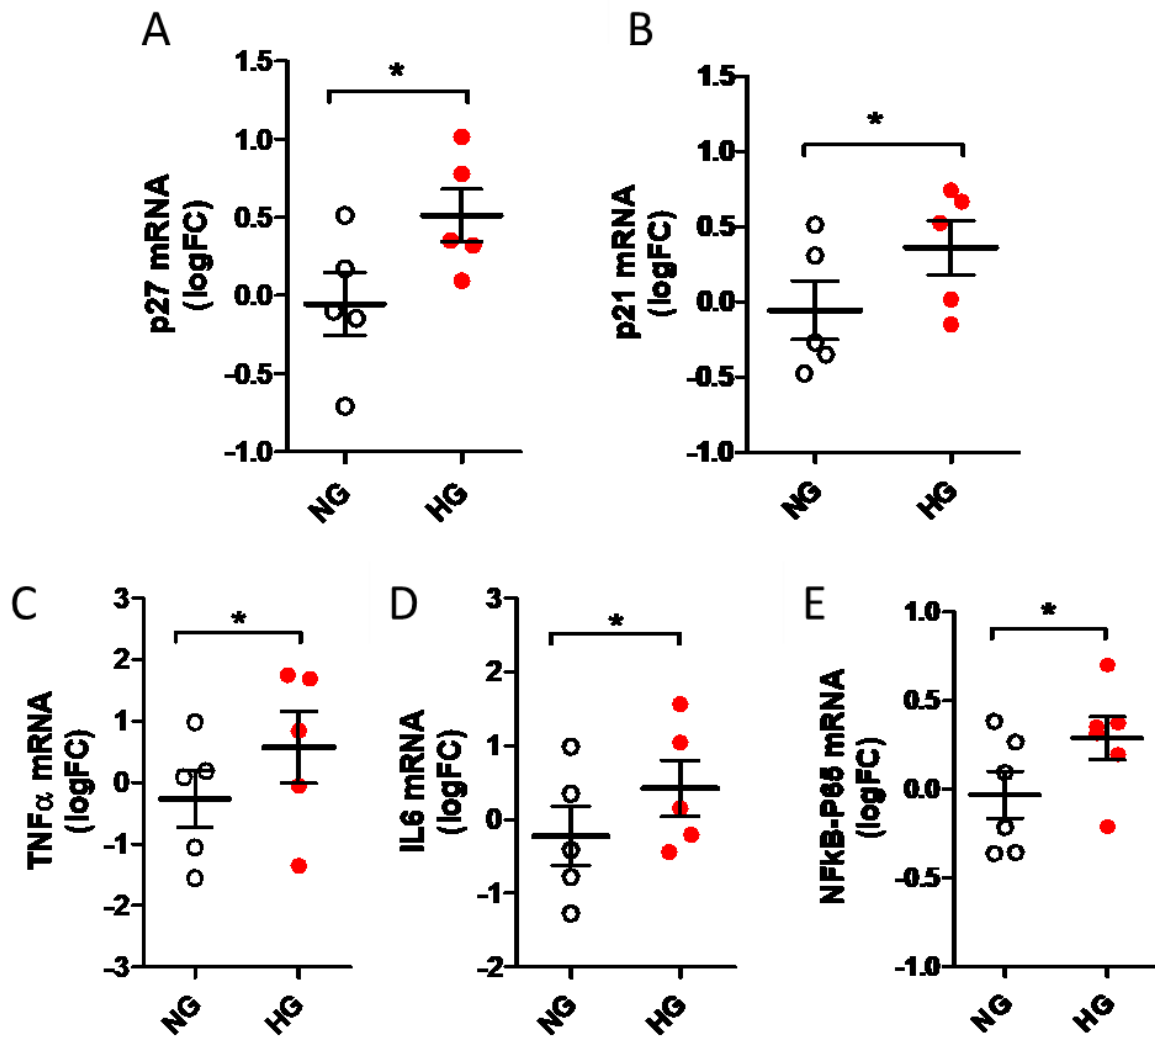 A
p27 mRNA
(logFC)
1.5
1.0
0.5
0.0
-0.5
-1.0
*
NG
HG
B
p21 mRNA
(logFC)
1.5
1.0
0.5
0.0
-0.5
-1.0
*
NG
HG
C
TNFα mRNA
(logFC)
3
2
1
0
-1
-2
-3
*
NG
HG
D
IL6 mRNA
(logFC)
3
2
1
0
-1
-2
*
NG
HG
E
NFkB-P65 mRNA
(logFC)
1.0
0.5
0.0
-0.5
-1.0
*
NG
HG